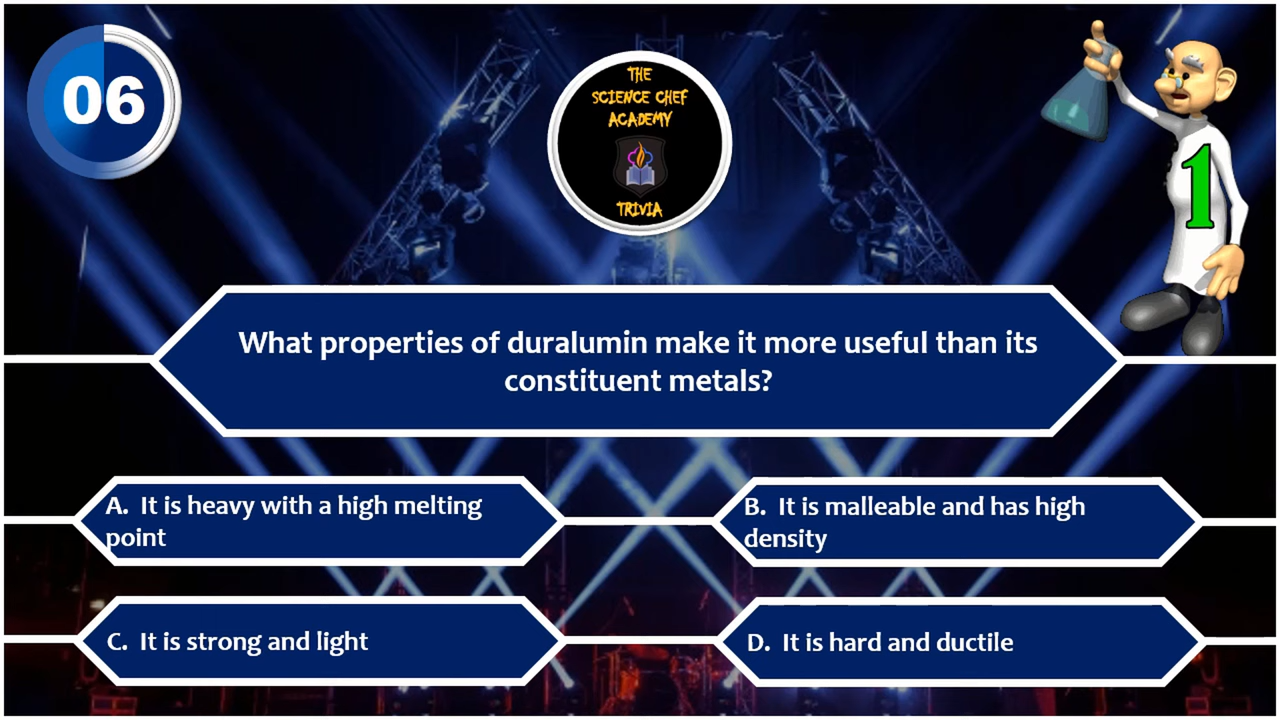 06
THE
SCIENCE CHEF
ACADEMY
TRIVIA
1
What properties of duralumin make it more useful than its
constituent metals?
A. It is heavy with a high melting
point
B. It is malleable and has high
density
C. It is strong and light
D. It is hard and ductile